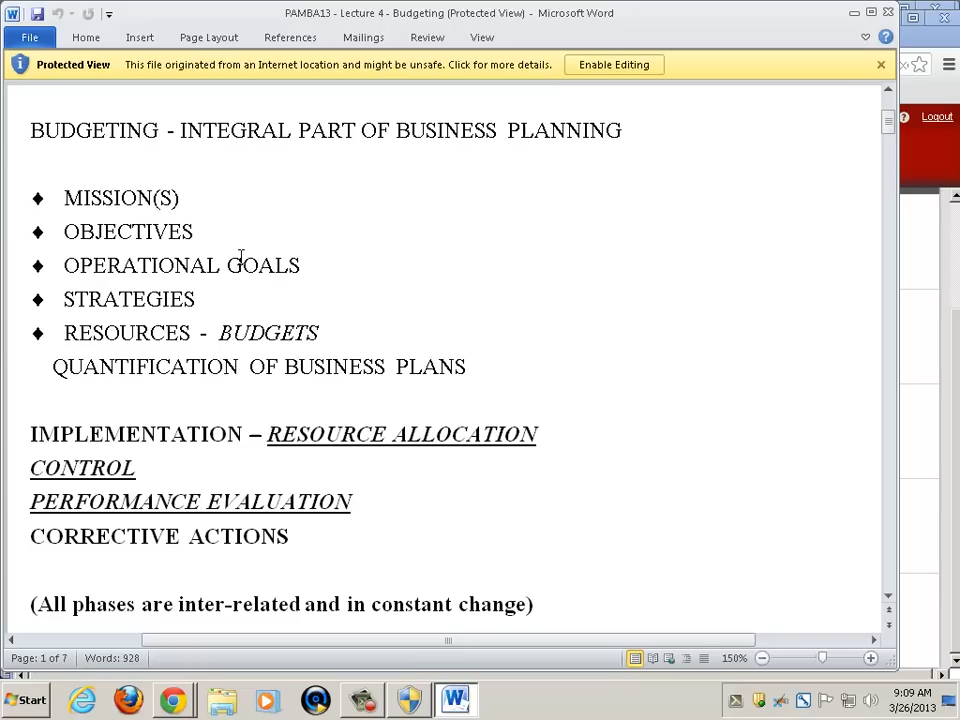 PAMBA13 - Lecture 4 - Budgeting (Protected View) - Microsoft Word
File Home Insert Page Layout References Mailings Review View
Protected View This file originated from an Internet location and might be unsafe. Click for more details. Enable Editing
Logout
BUDGETING - INTEGRAL PART OF BUSINESS PLANNING
♦ MISSION(S)
♦ OBJECTIVES
♦ OPERATIONAL GOALS
♦ STRATEGIES
♦ RESOURCES - BUDGETS
QUANTIFICATION OF BUSINESS PLANS
IMPLEMENTATION – RESOURCE ALLOCATION
CONTROL
PERFORMANCE EVALUATION
CORRECTIVE ACTIONS
(All phases are inter-related and in constant change)
Page: 1 of 7 Words: 928 150%
Start 9:09 AM
3/26/2013